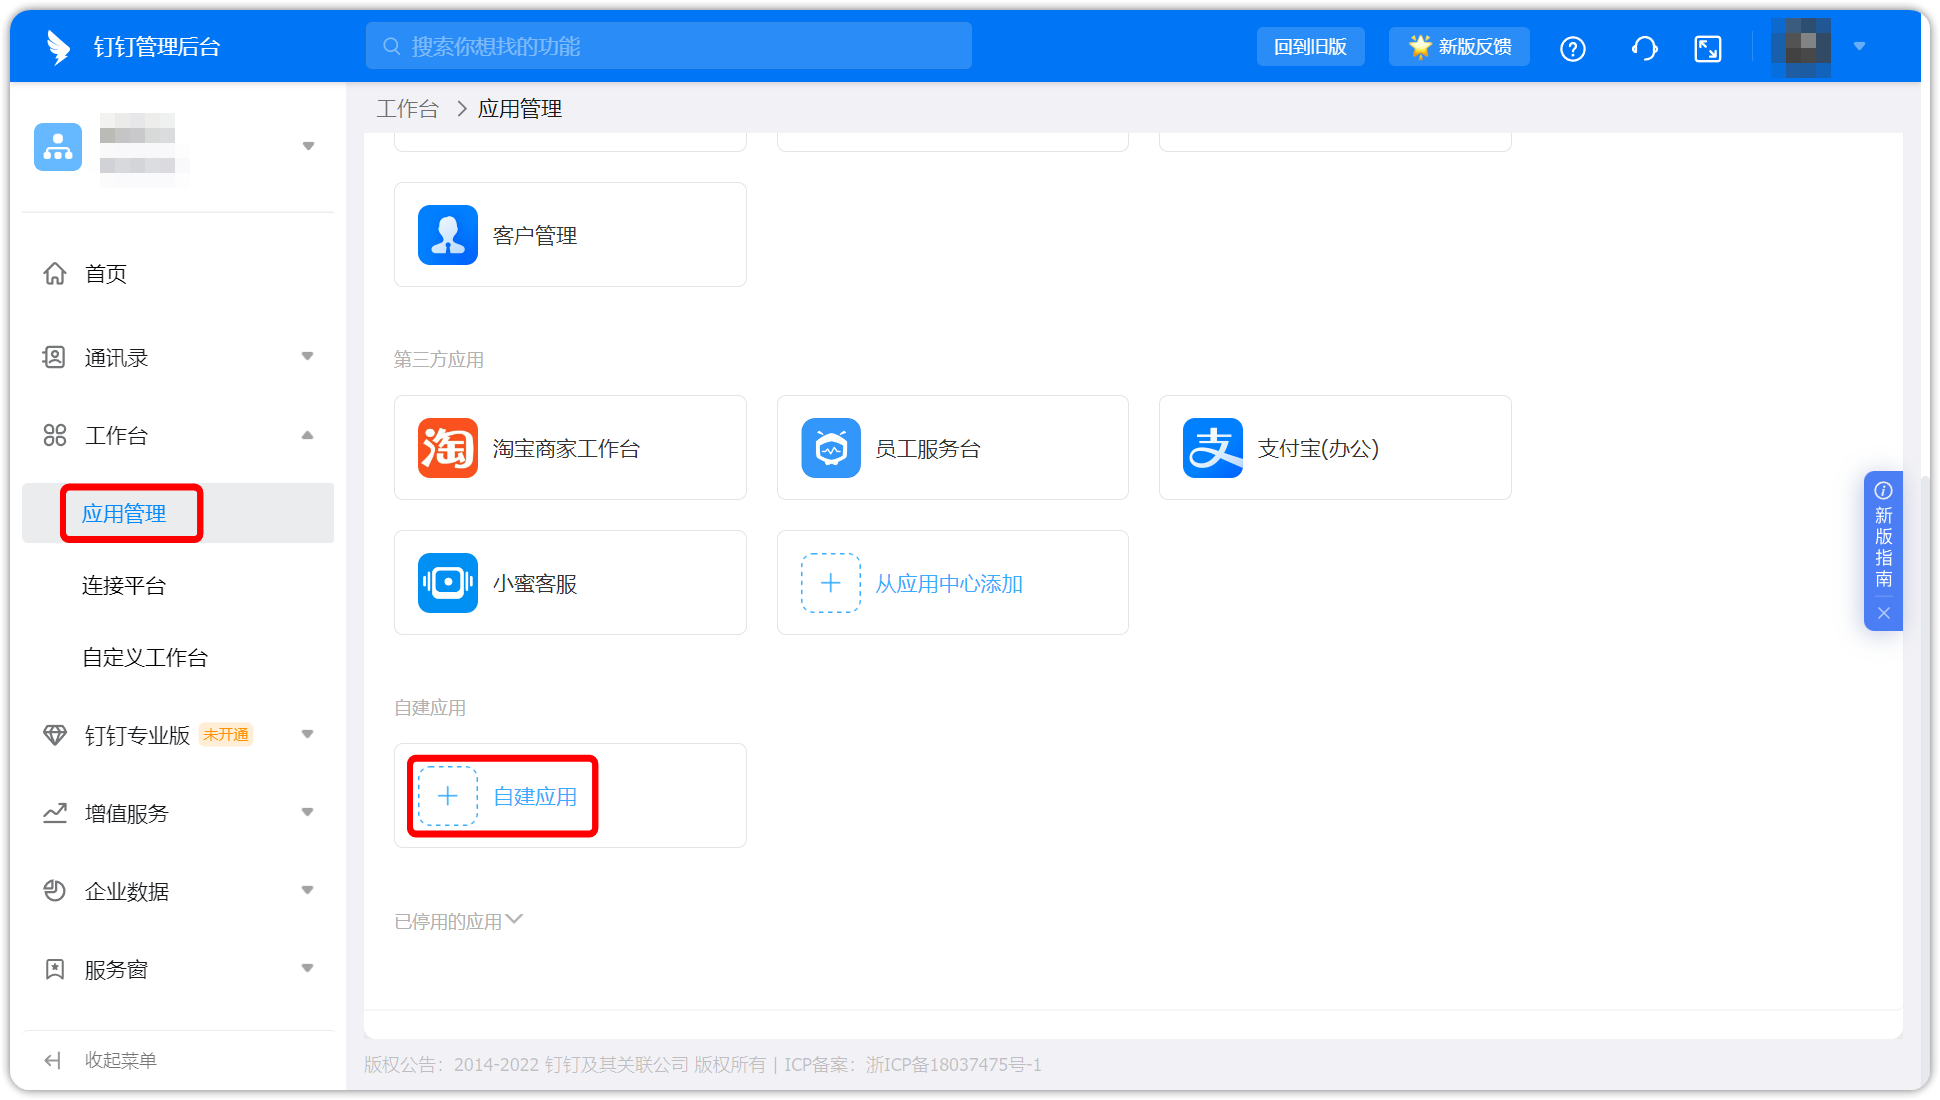 钉钉管理后台
搜索你想找的功能
回到旧版
新版反馈
工作台 > 应用管理
首页
通讯录
工作台
应用管理
连接平台
自定义工作台
钉钉专业版 未开通
增值服务
企业数据
服务窗
收起菜单
客户管理
第三方应用
淘宝商家工作台
员工服务台
支付宝(办公)
小蜜客服
从应用中心添加
自建应用
自建应用
已停用的应用
新版指南
版权公告：2014-2022 钉钉及其关联公司 版权所有 | ICP备案：浙ICP备18037475号-1